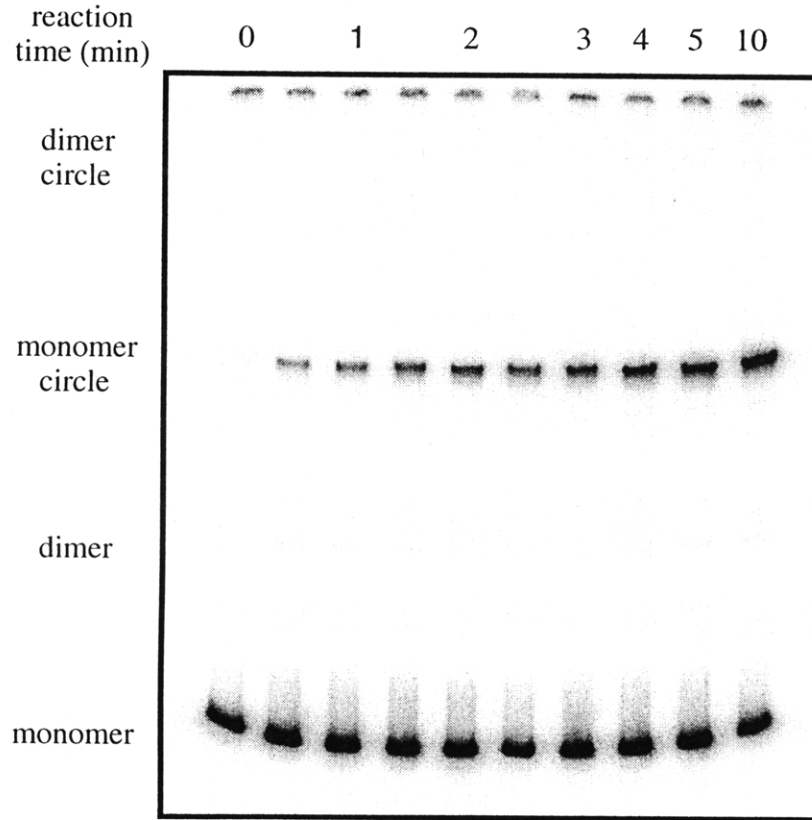 reaction
time (min) 0 1 2 3 4 5 10
dimer
circle
monomer
circle
dimer
monomer